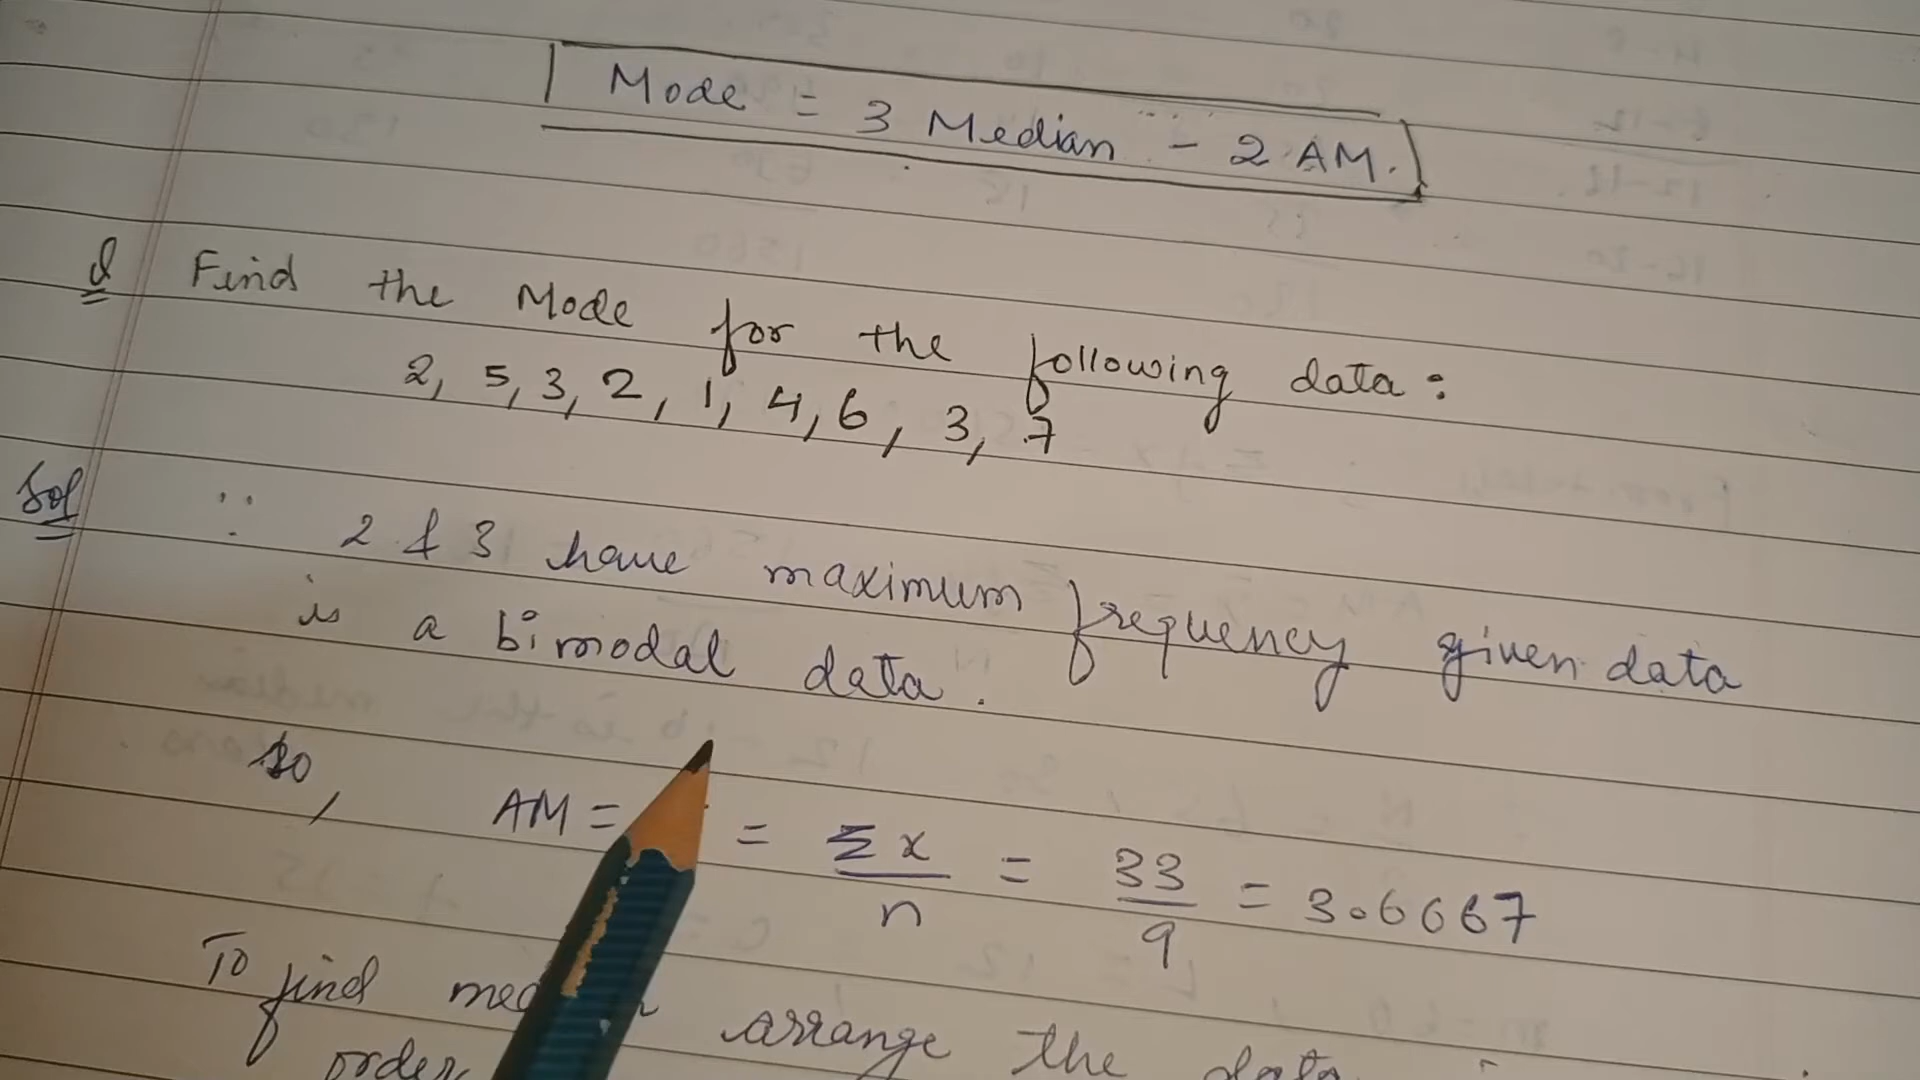 Mode = 3 Median - 2 AM.
Q Find the Mode for the following data:
2, 5, 3, 2, 1, 4, 6, 3, 7
Sol ∵ 2 & 3 have maximum frequency given data
is a bimodal data.
So, AM = = Σx/n = 33/9 = 3.6667
To find arrange the data
order